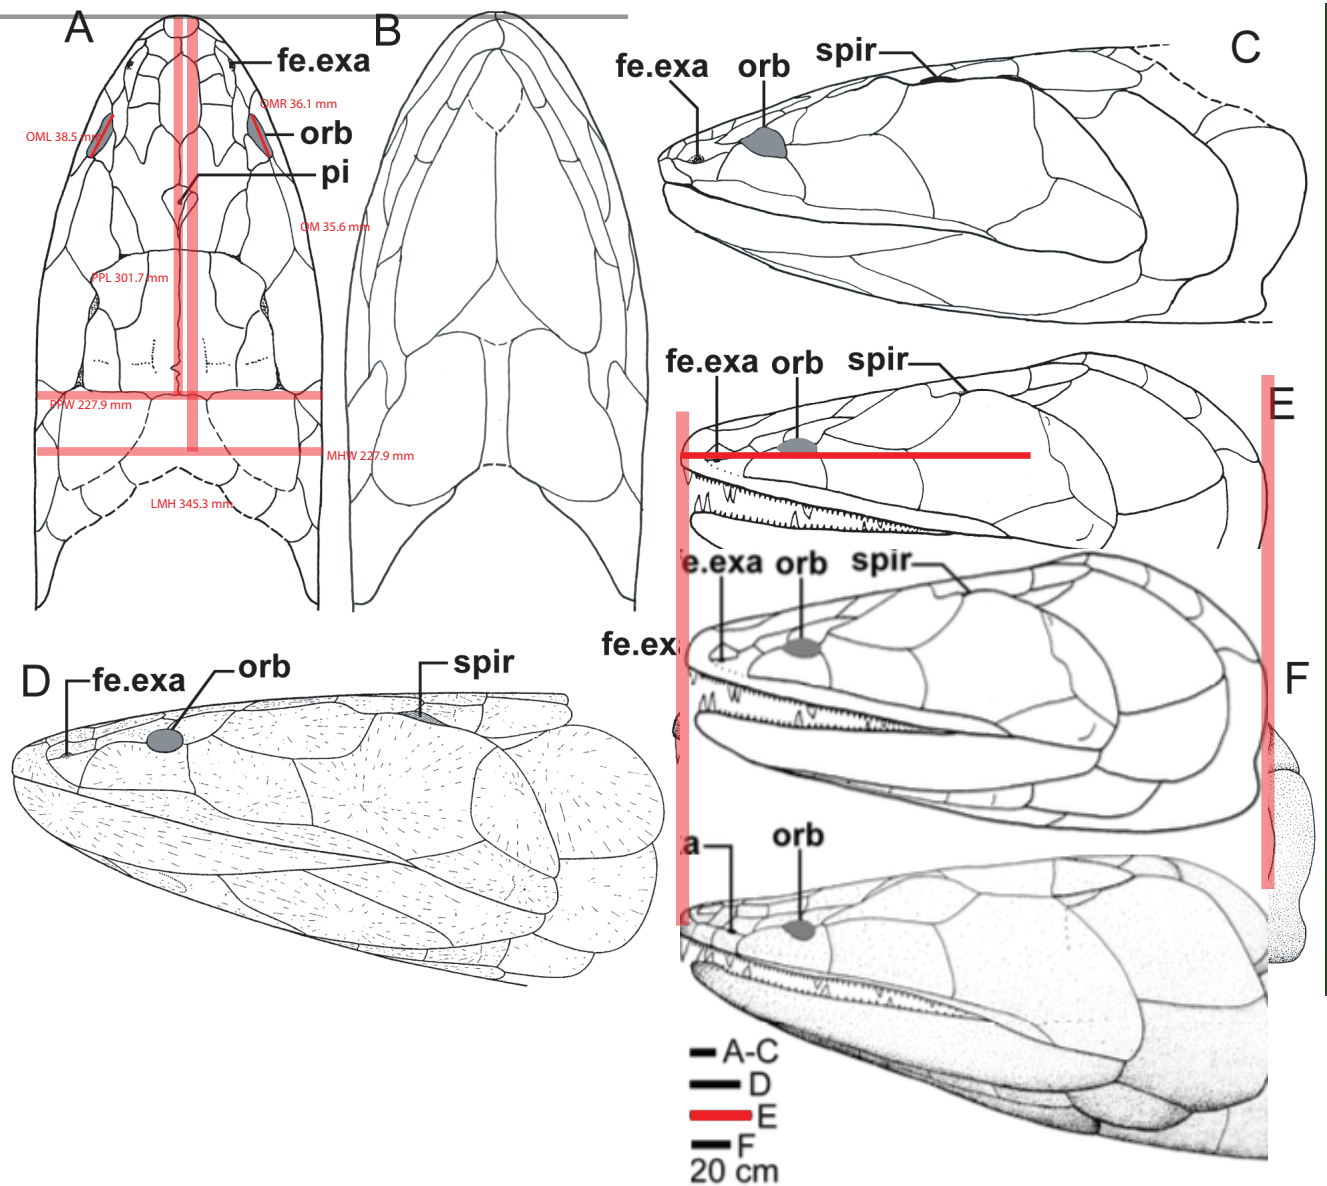 A
B
C
fe.exa
orb
pi
OMR 36.1 mm
OML 38.5 mm
OM 35.6 mm
PPL 301.7 mm
PPW 227.9 mm
MHW 227.9 mm
LMH 345.3 mm
fe.exa
orb
spir
fe.exa
orb
spir
E
e.exa
orb
spir
fe.exa
F
D
fe.exa
orb
spir
a
orb
A-C
D
E
F
20 cm